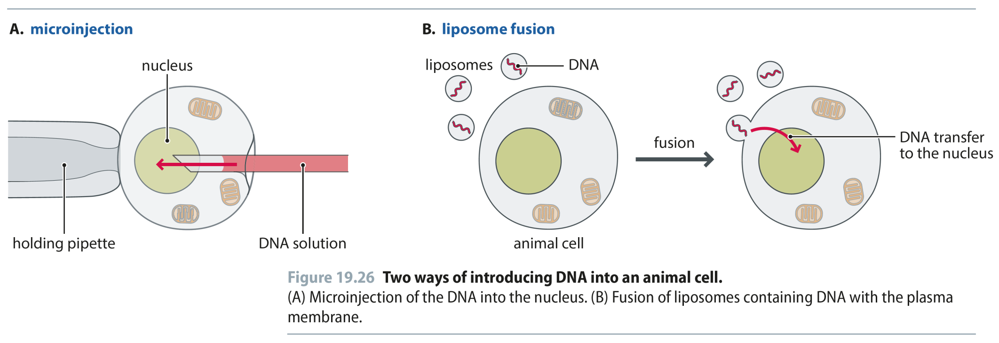 A. microinjection
nucleus
holding pipette
DNA solution
B. liposome fusion
liposomes
DNA
animal cell
fusion
DNA transfer
to the nucleus
Figure 19.26 Two ways of introducing DNA into an animal cell.
(A) Microinjection of the DNA into the nucleus. (B) Fusion of liposomes containing DNA with the plasma
membrane.